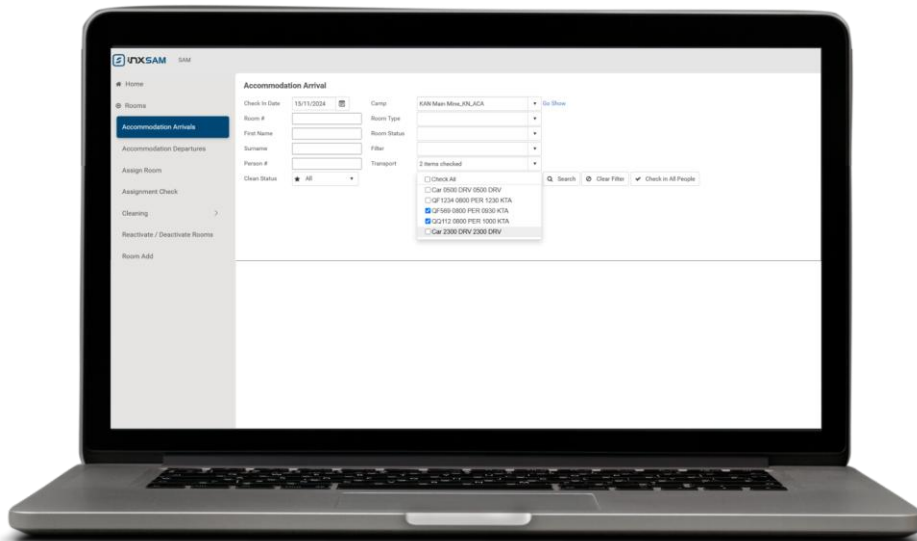 INXSAM SAM
Home
Rooms
Accommodation Arrivals
Accommodation Departures
Assign Room
Assignment Check
Cleaning
Reactivate / Deactivate Rooms
Room Add
Accommodation Arrival
Check In Date 15/11/2024 Camp KAN Main Mine_KN_ACA Go Show
Room # Room Type
First Name Room Status
Surname Filter
Person # Transport 2 items checked
Clean Status All Check All Search Clear Filter Check in All People
Car 0500 DRV 0500 DRV
QF1234 0800 PER 1230 KTA
QF569 0800 PER 0930 KTA
QQ112 0800 PER 1000 KTA
Car 2300 DRV 2300 DRV